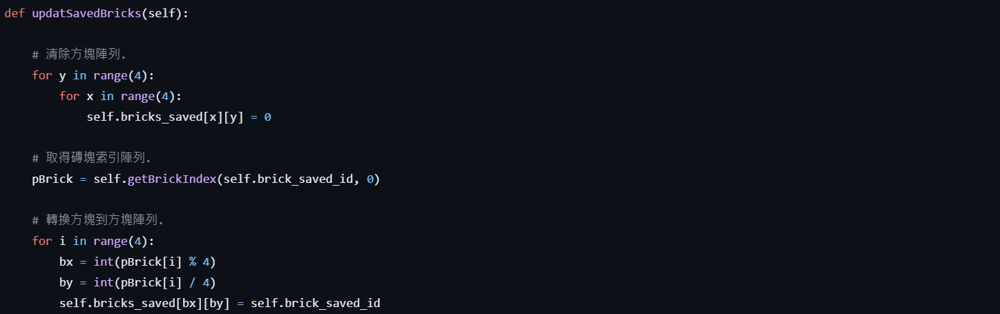 def updatSavedBricks(self):
    # 清除方塊陣列.
    for y in range(4):
        for x in range(4):
            self.bricks_saved[x][y] = 0
    # 取得磚塊索引陣列.
    pBrick = self.getBrickIndex(self.brick_saved_id, 0)
    # 轉換方塊到方塊陣列.
    for i in range(4):
        bx = int(pBrick[i] % 4)
        by = int(pBrick[i] / 4)
        self.bricks_saved[bx][by] = self.brick_saved_id